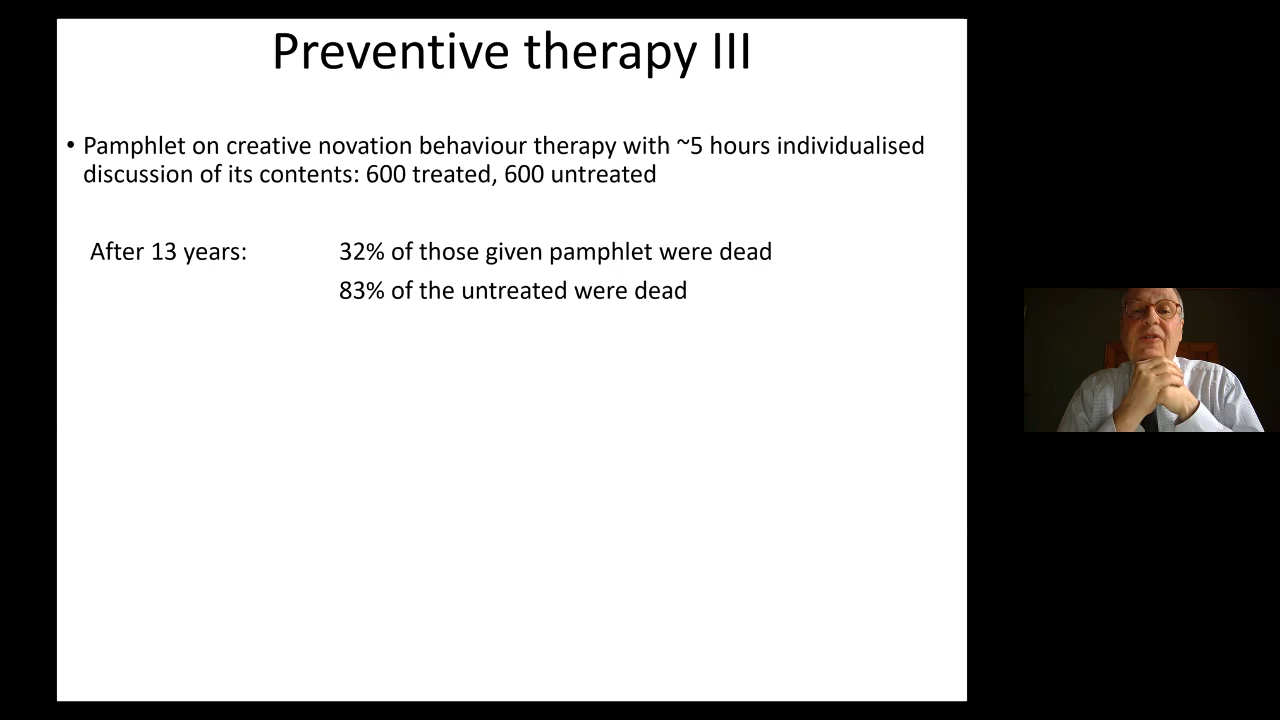 Preventive therapy III
• Pamphlet on creative novation behaviour therapy with ~5 hours individualised
discussion of its contents: 600 treated, 600 untreated
After 13 years: 32% of those given pamphlet were dead
83% of the untreated were dead